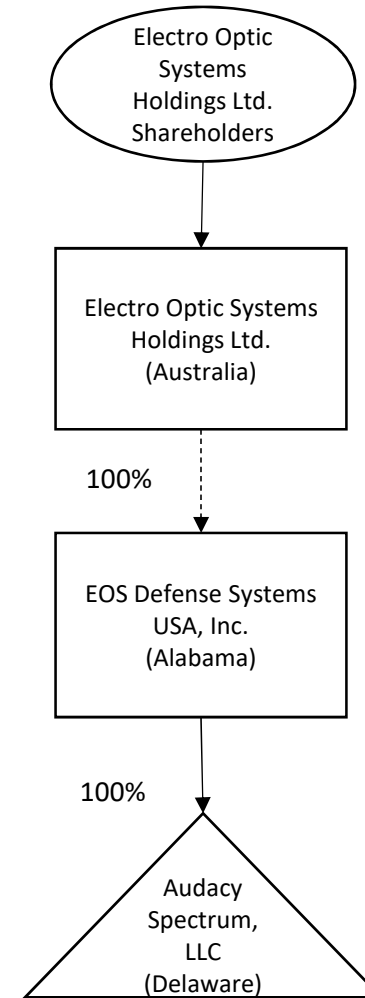 Electro Optic
Systems
Holdings Ltd.
Shareholders
Electro Optic Systems
Holdings Ltd.
(Australia)
100%
EOS Defense Systems
USA, Inc.
(Alabama)
100%
Audacy
Spectrum,
LLC
(Delaware)